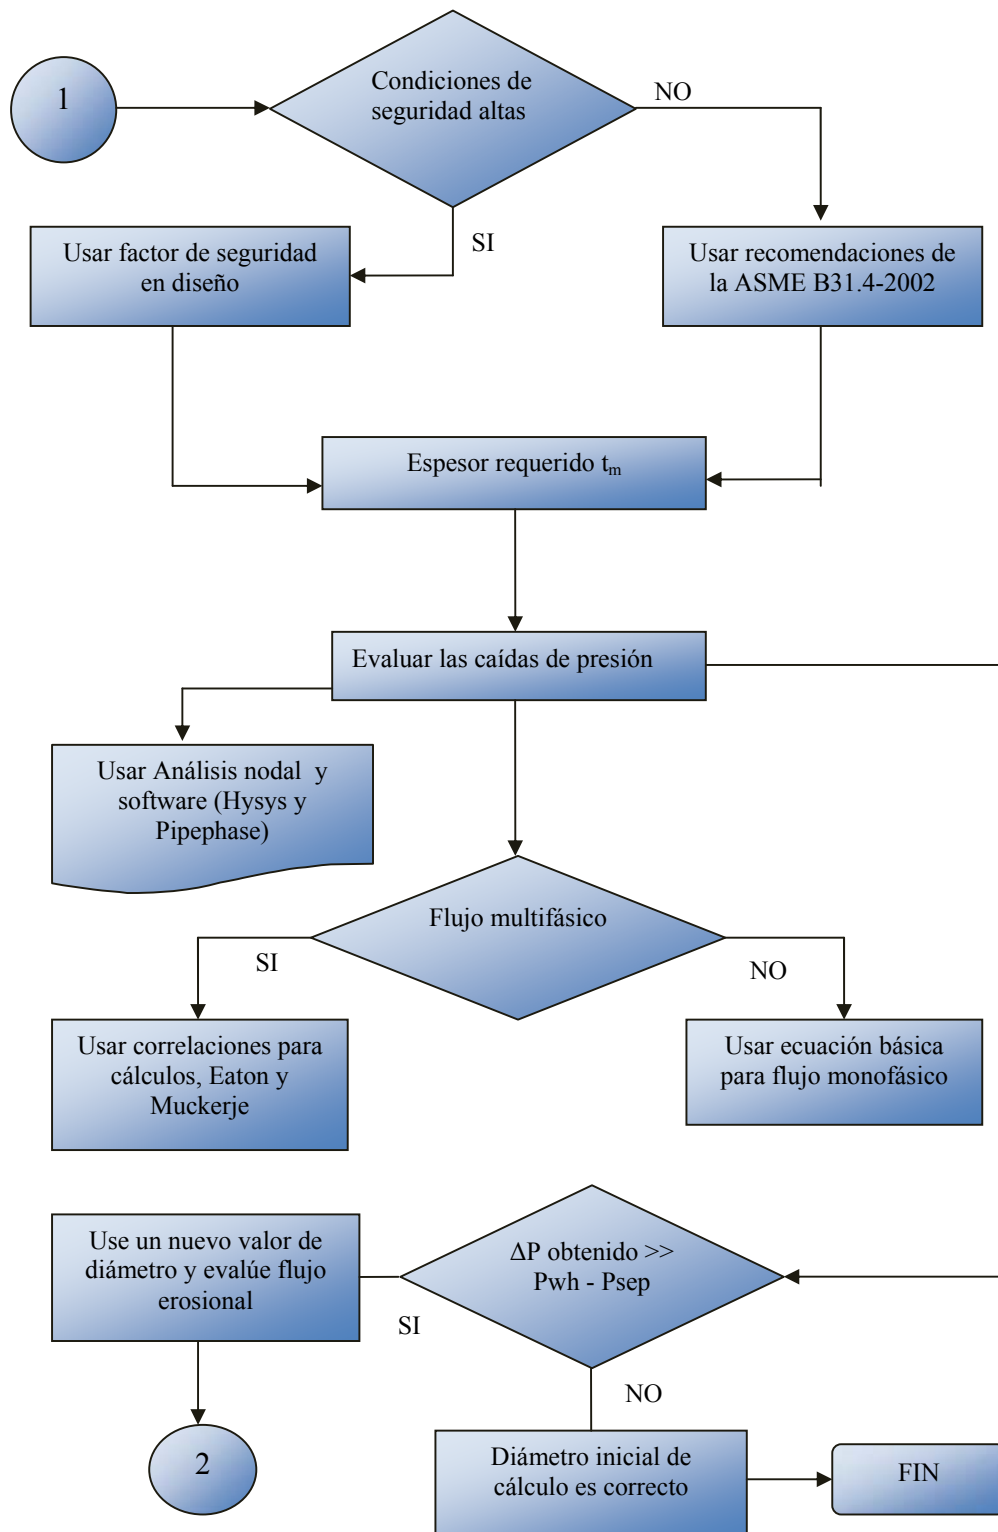 1
Condiciones de
seguridad altas
NO
SI
Usar factor de seguridad
en diseño
Usar recomendaciones de
la ASME B31.4-2002
Espesor requerido tm
Evaluar las caídas de presión
Usar Análisis nodal y
software (Hysys y
Pipephase)
Flujo multifásico
SI
NO
Usar correlaciones para
cálculos, Eaton y
Muckerje
Usar ecuación básica
para flujo monofásico
Use un nuevo valor de
diámetro y evalúe flujo
erosional
ΔP obtenido >>
Pwh - Psep
SI
NO
2
Diámetro inicial de
cálculo es correcto
FIN